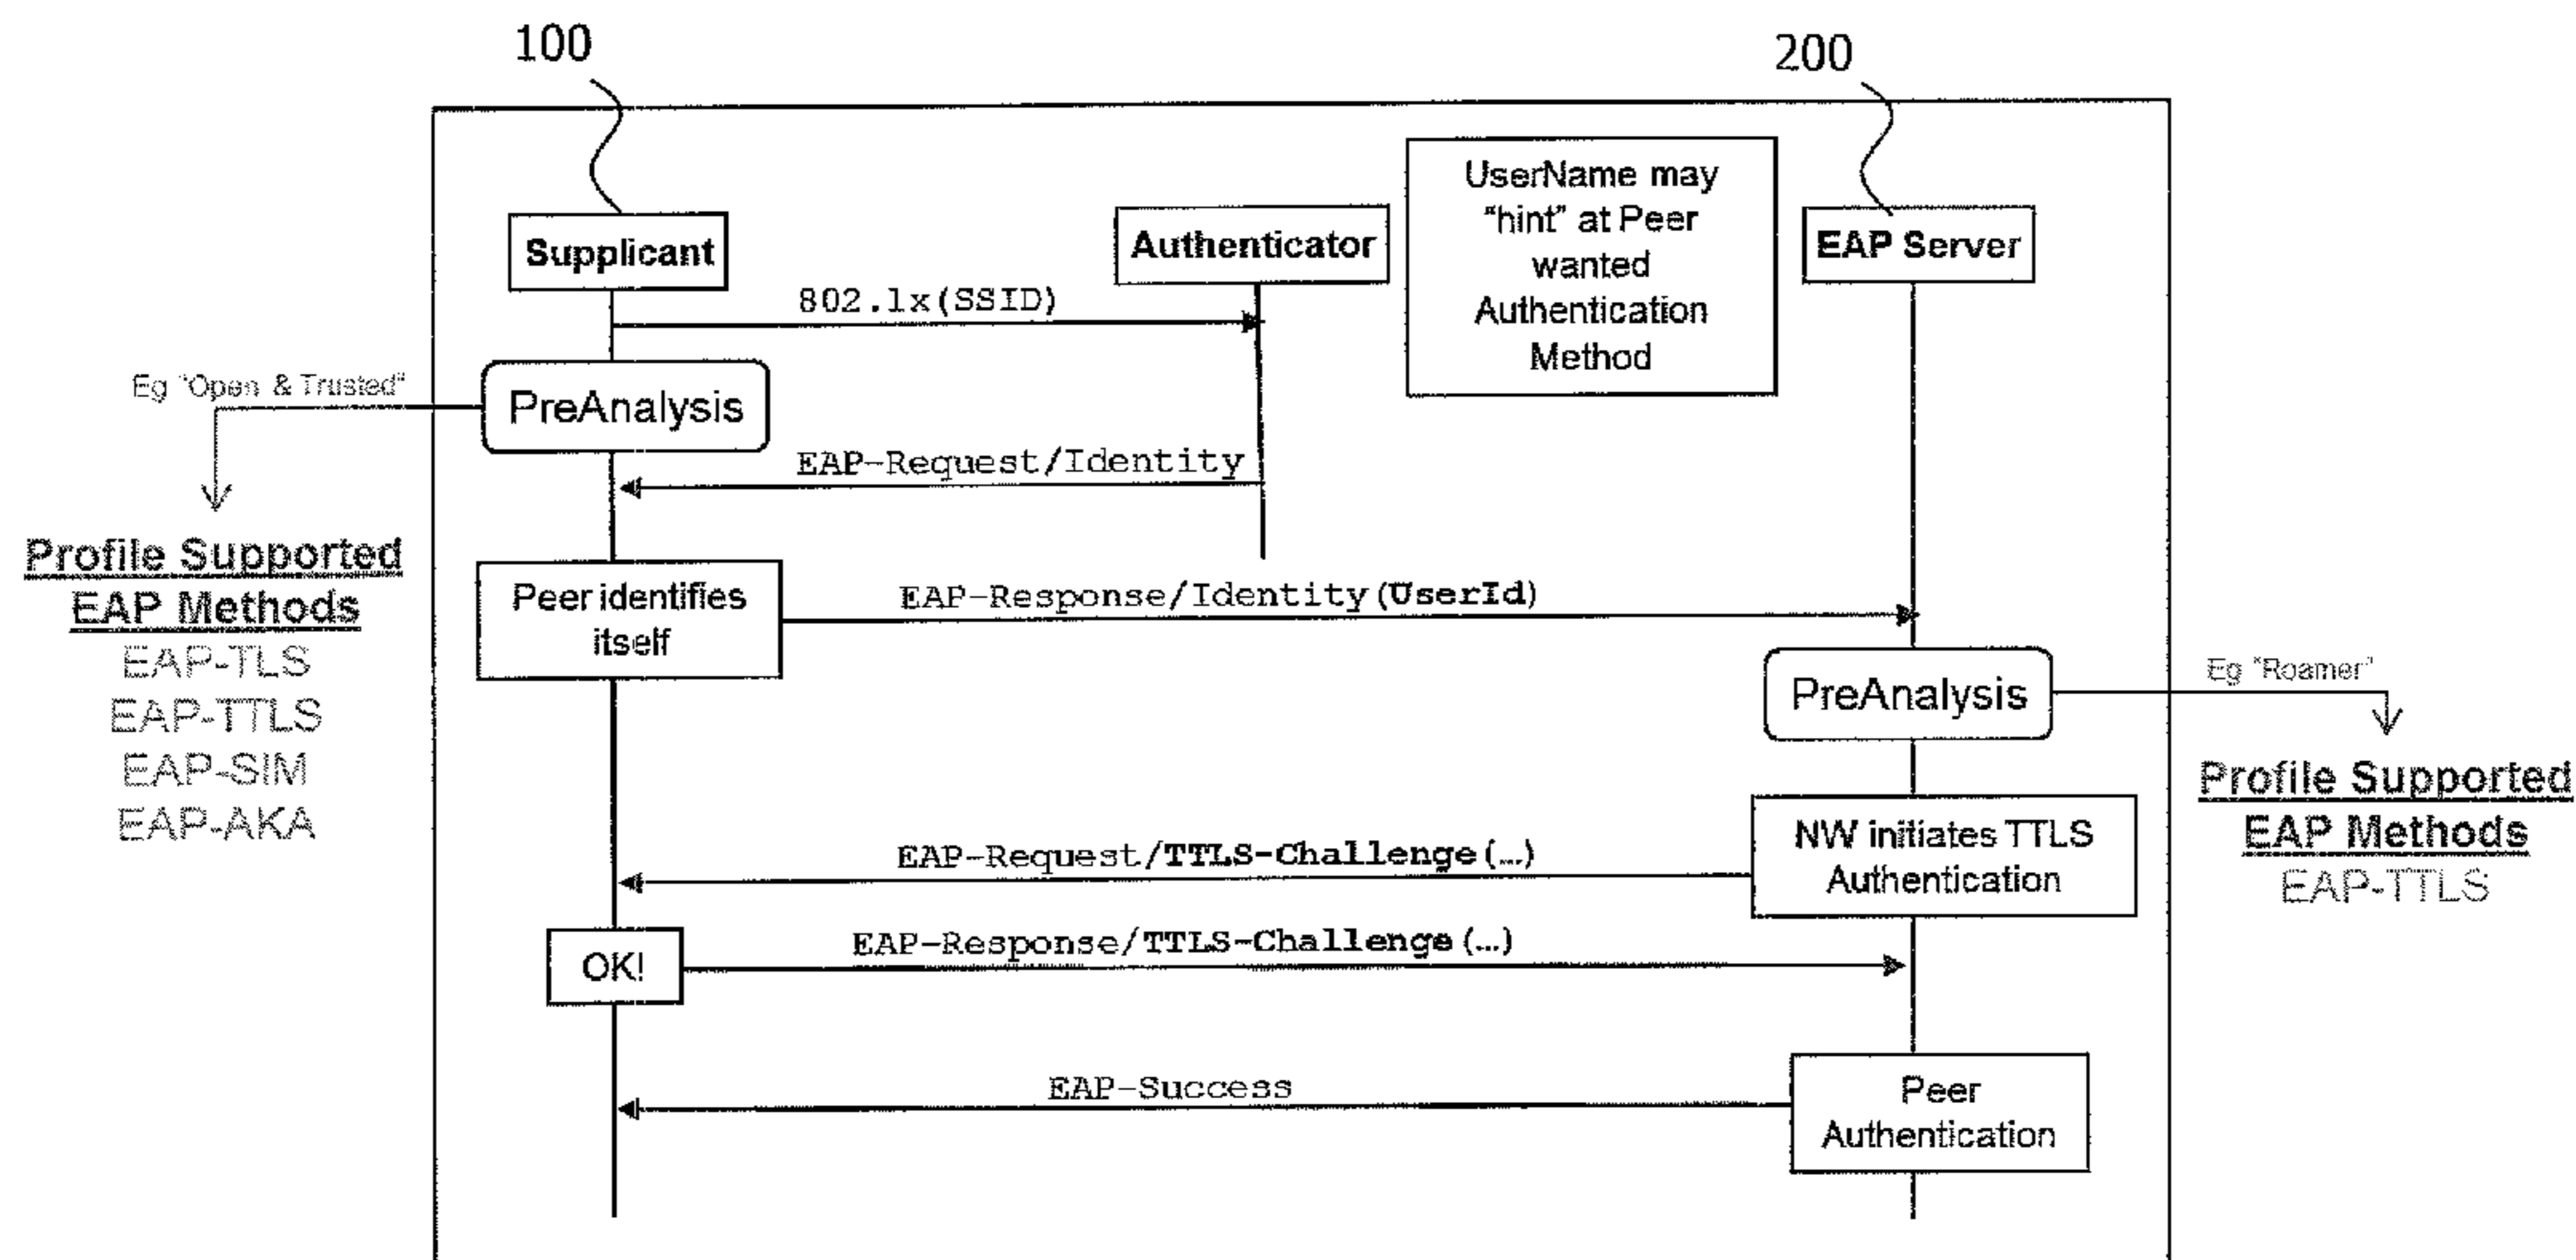 100
200
UserName may
“hint” at Peer
wanted
Authentication
Method
Supplicant
Authenticator
EAP Server
802.1x(SSID)
Eg “Open & Trusted”
PreAnalysis
EAP-Request/Identity
Profile Supported
EAP Methods
EAP-TLS
EAP-TTLS
EAP-SIM
EAP-AKA
Peer identifies
itself
EAP-Response/Identity(UserId)
PreAnalysis
Eg “Roamer”
Profile Supported
EAP Methods
EAP-TTLS
NW initiates TTLS
Authentication
EAP-Request/TTLS-Challenge(…)
OK!
EAP-Response/TTLS-Challenge(…)
EAP-Success
Peer
Authentication